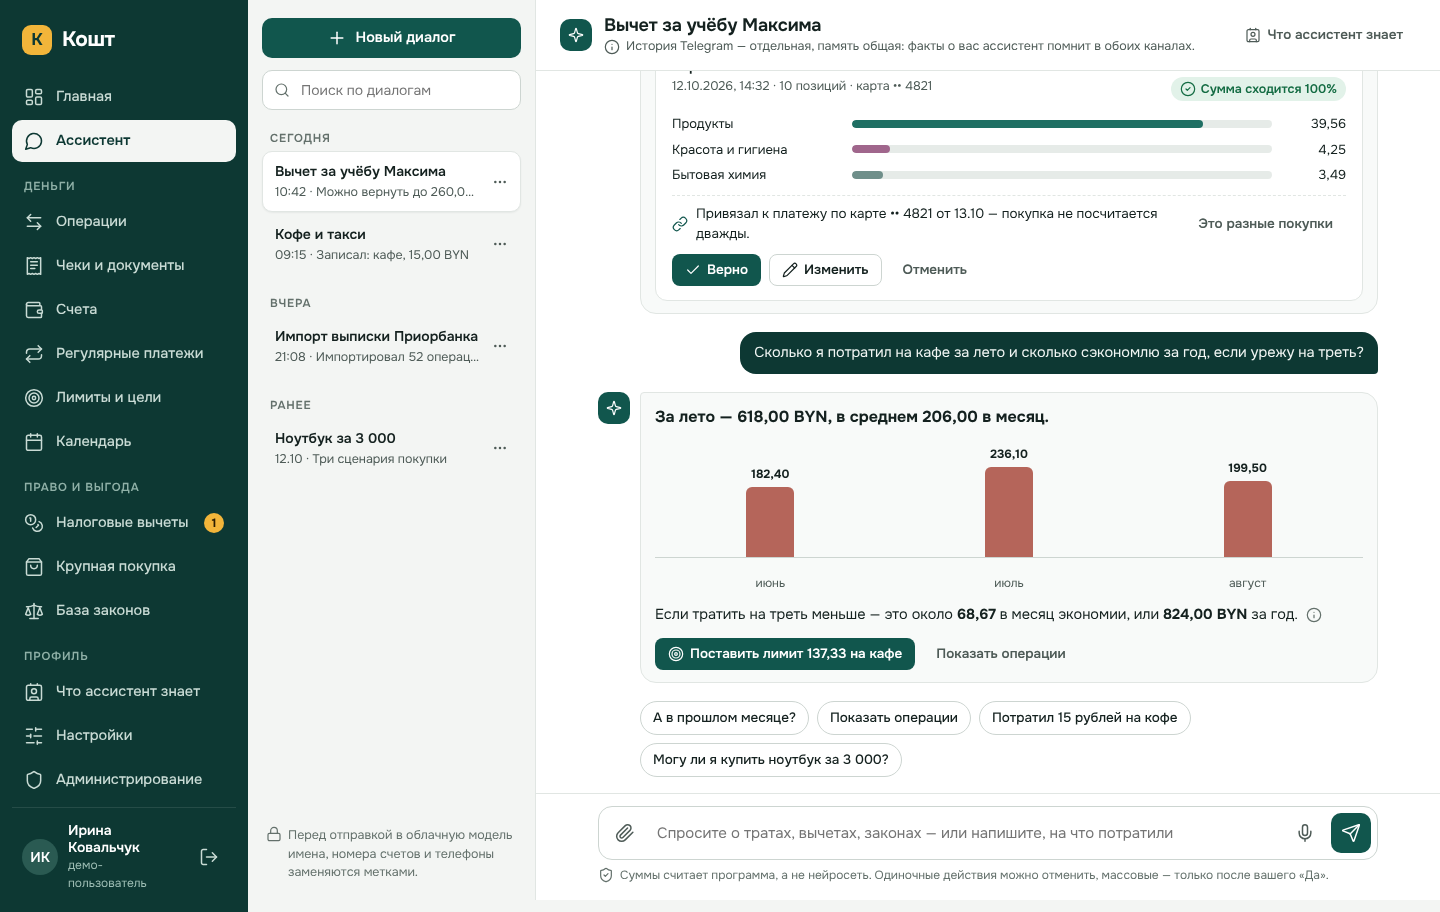 К
Кошт
Главная
Ассистент
ДЕНЬГИ
Операции
Чеки и документы
Счета
Регулярные платежи
Лимиты и цели
Календарь
ПРАВО И ВЫГОДА
Налоговые вычеты
1
Крупная покупка
База законов
ПРОФИЛЬ
Что ассистент знает
Настройки
Администрирование
ИК
Ирина
Ковальчук
демо-
пользователь
Новый диалог
Поиск по диалогам
СЕГОДНЯ
Вычет за учёбу Максима
10:42 · Можно вернуть до 260,0...
Кофе и такси
09:15 · Записал: кафе, 15,00 BYN
ВЧЕРА
Импорт выписки Приорбанка
21:08 · Импортировал 52 операц...
РАНЕЕ
Ноутбук за 3 000
12.10 · Три сценария покупки
Перед отправкой в облачную модель
имена, номера счетов и телефоны
заменяются метками.
Вычет за учёбу Максима
История Telegram — отдельная, память общая: факты о вас ассистент помнит в обоих каналах.
Что ассистент знает
12.10.2026, 14:32 · 10 позиций · карта •• 4821
Сумма сходится 100%
Продукты 39,56
Красота и гигиена 4,25
Бытовая химия 3,49
Привязал к платежу по карте •• 4821 от 13.10 — покупка не посчитается
дважды.
Это разные покупки
Верно
Изменить
Отменить
Сколько я потратил на кафе за лето и сколько сэкономлю за год, если урежу на треть?
За лето — 618,00 BYN, в среднем 206,00 в месяц.
182,40
236,10
199,50
июнь
июль
август
Если тратить на треть меньше — это около 68,67 в месяц экономии, или 824,00 BYN за год.
Поставить лимит 137,33 на кафе
Показать операции
А в прошлом месяце?
Показать операции
Потратил 15 рублей на кофе
Могу ли я купить ноутбук за 3 000?
Спросите о тратах, вычетах, законах — или напишите, на что потратили
Суммы считает программа, а не нейросеть. Одиночные действия можно отменить, массовые — только после вашего «Да».